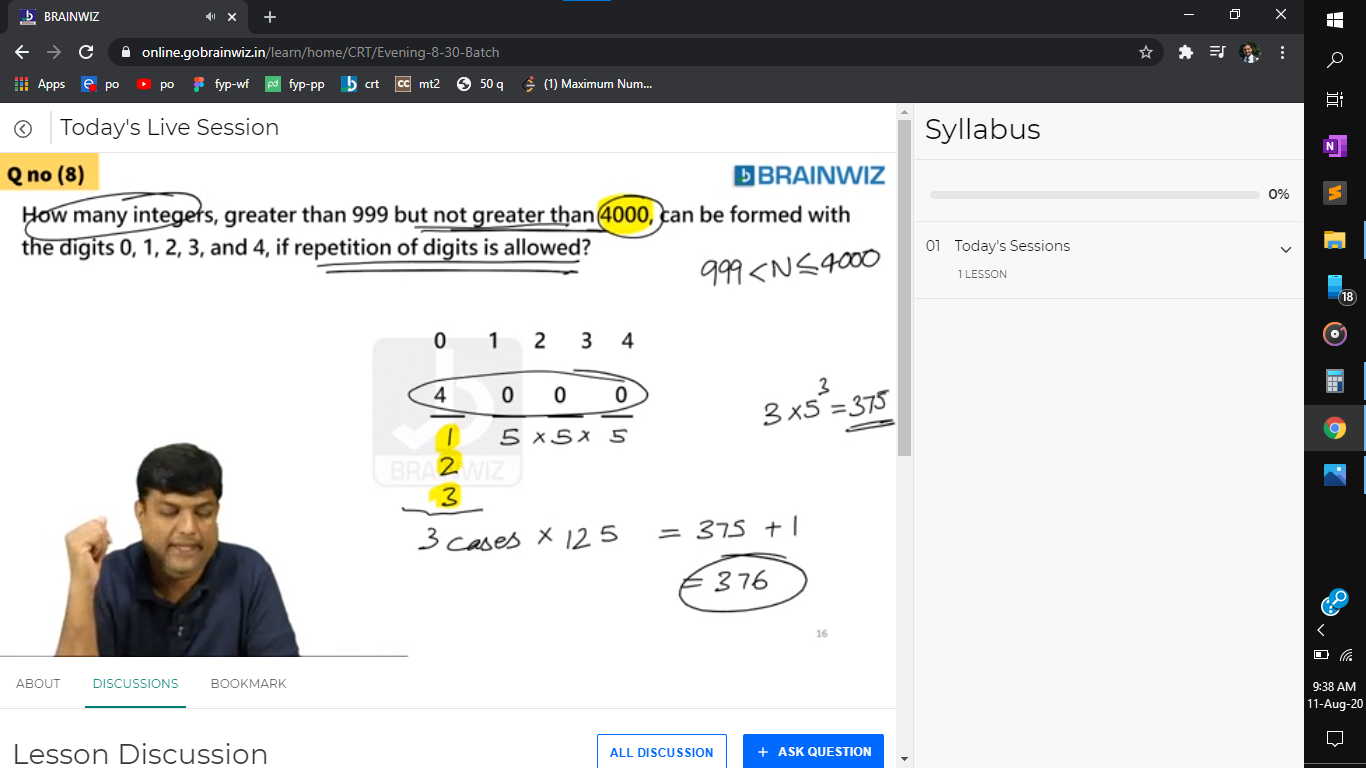 BRAINWIZ
online.gobrainwiz.in/learn/home/CRT/Evening-8-30-Batch
Apps po po fyp-wf fyp-pp crt mt2 50 q (1) Maximum Num...
Today's Live Session
Syllabus
0%
01 Today's Sessions
1 LESSON
Q no (8)
BRAINWIZ
How many integers, greater than 999 but not greater than 4000, can be formed with
the digits 0, 1, 2, 3, and 4, if repetition of digits is allowed?
999 < N ≤ 4000
0 1 2 3 4
4 0 0 0
3 × 5³ = 375
1 5 × 5 × 5
2
BRAINWIZ
3
3 cases × 125 = 375 + 1
= 376
16
ABOUT DISCUSSIONS BOOKMARK
Lesson Discussion
ALL DISCUSSION
+ ASK QUESTION
N
18
9:38 AM
11-Aug-20